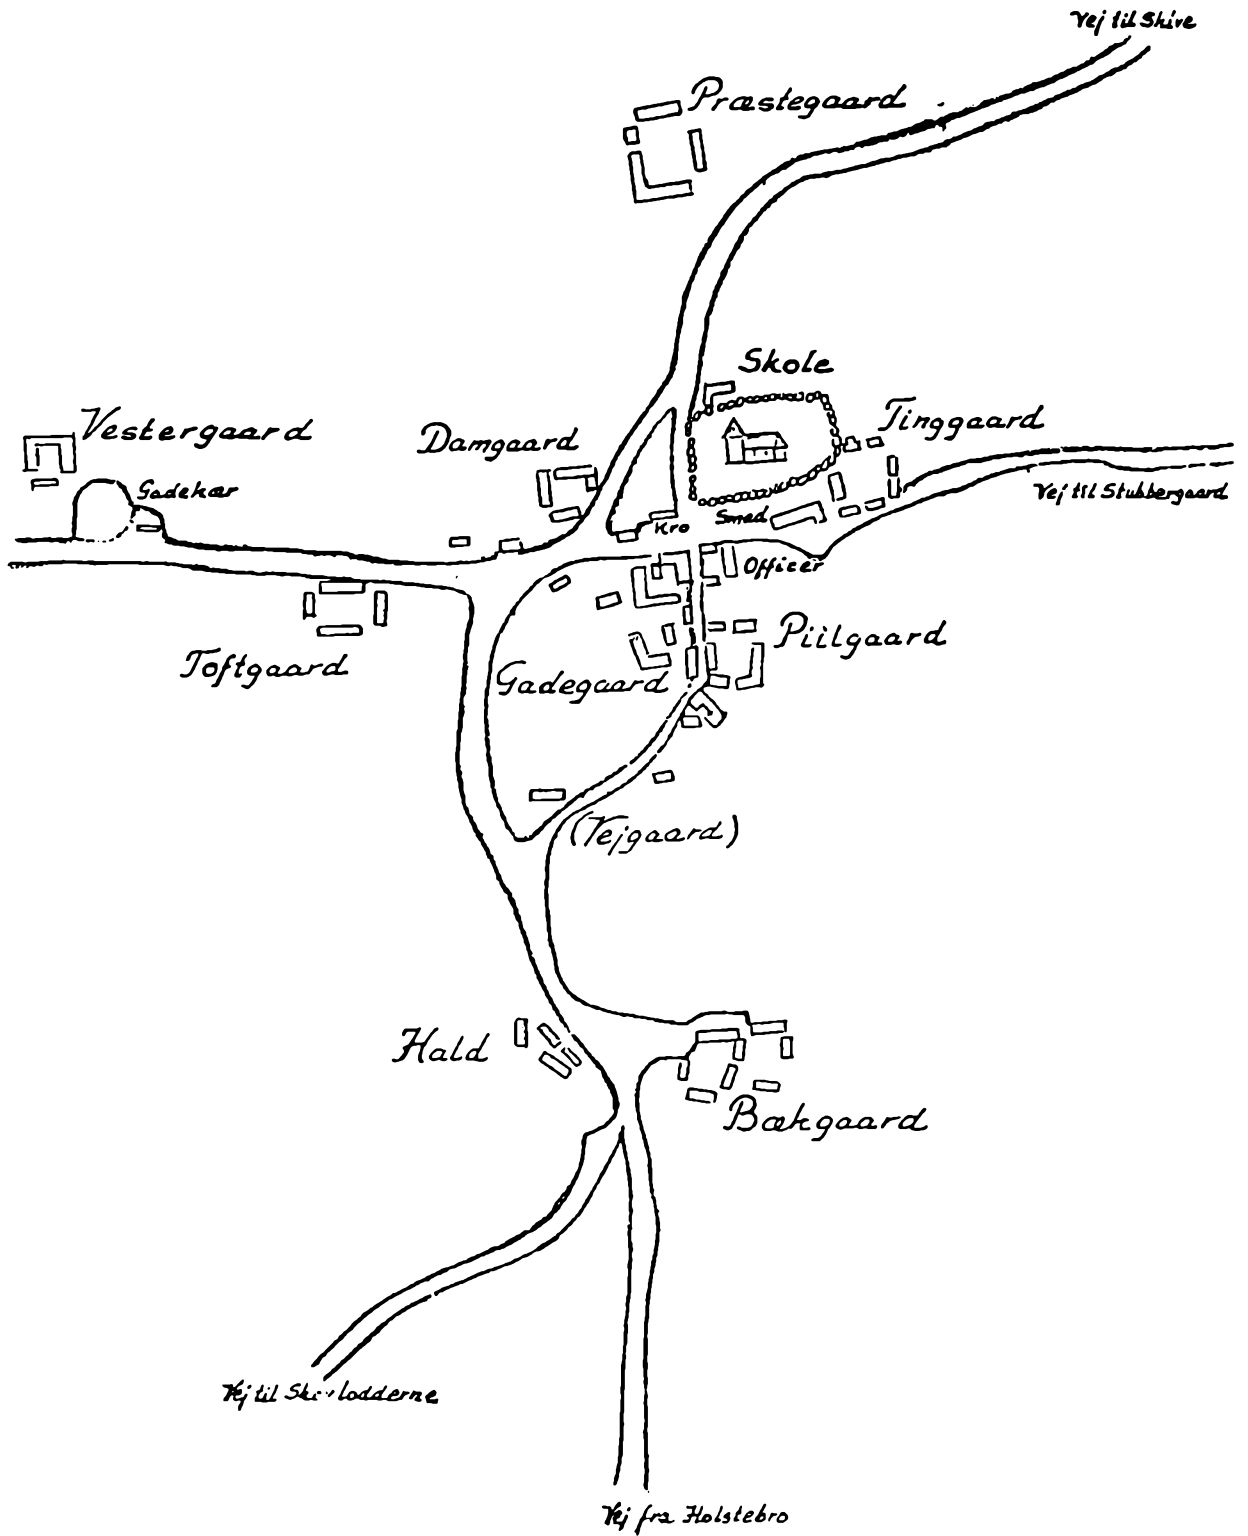 Vej til Skive
Præstegaard
Skole
Vestergaard
Damgaard
Tinggaard
Gadekær
Vej til Stubbergaard
Kro
Smed
Officer
Toftgaard
Gadegaard
Piilgaard
(Vejgaard)
Hald
Bækgaard
Vej til
Vej fra Holstebro